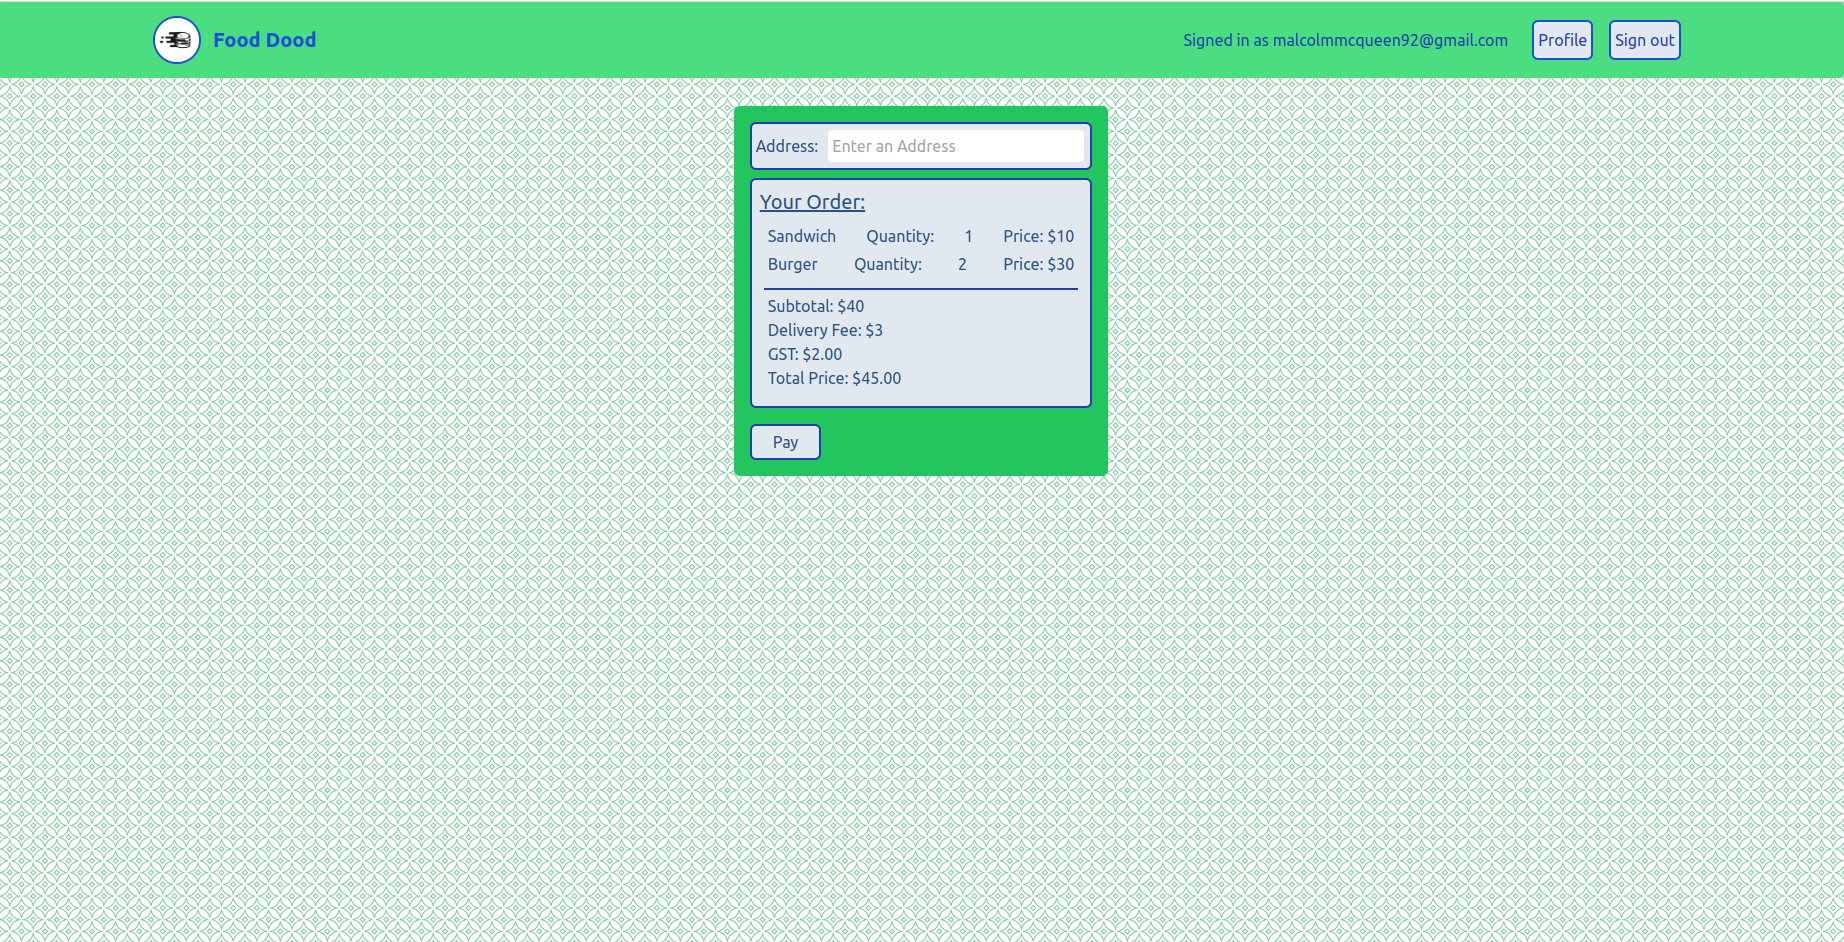 Food Dood
Signed in as malcolmmcqueen92@gmail.com Profile Sign out
Address: Enter an Address
Your Order:
Sandwich Quantity: 1 Price: $10
Burger Quantity: 2 Price: $30
Subtotal: $40
Delivery Fee: $3
GST: $2.00
Total Price: $45.00
Pay